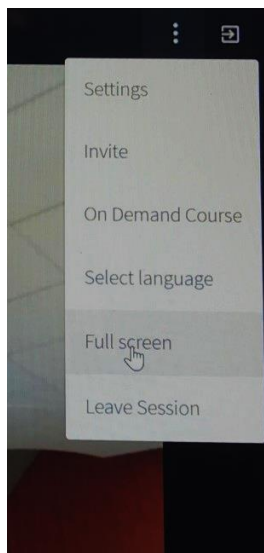 Settings
Invite
On Demand Course
Select language
Full screen
Leave Session